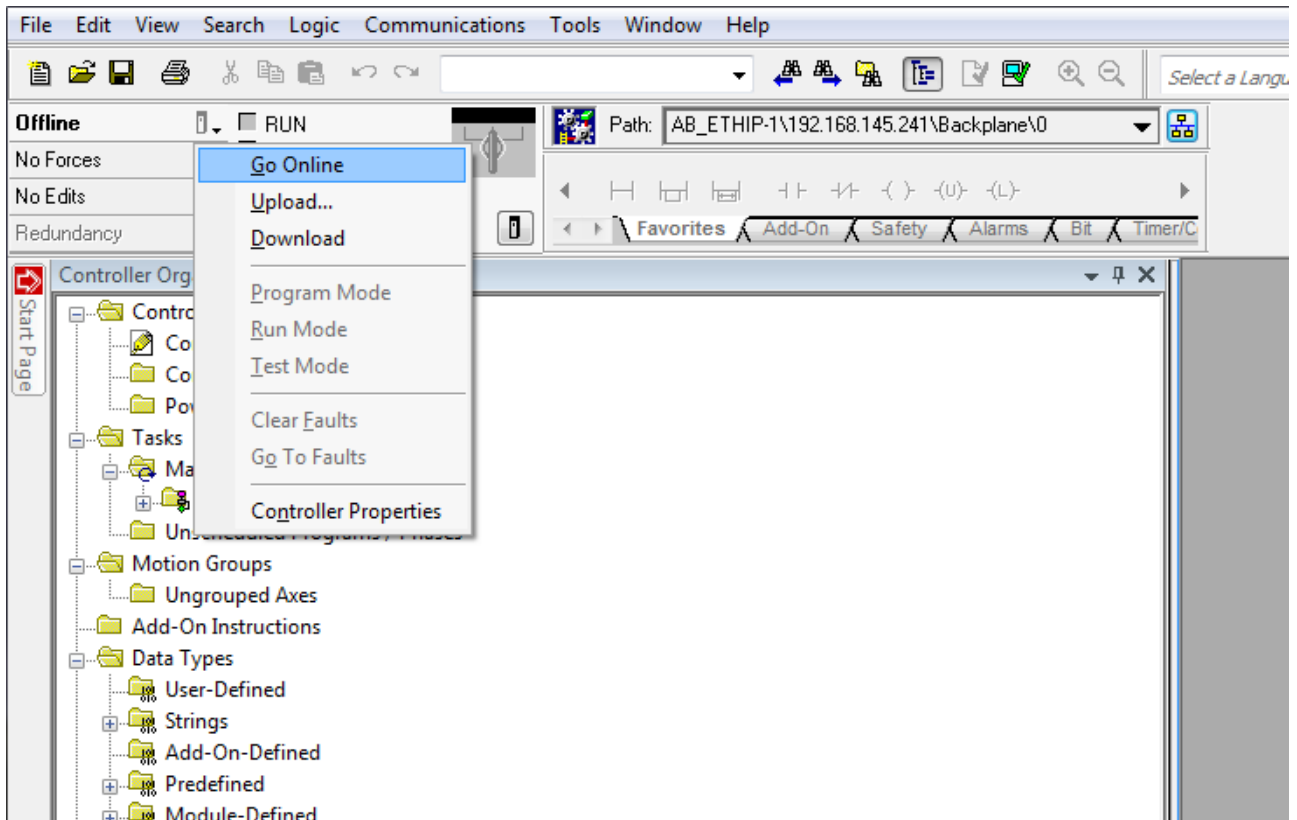 File Edit View Search Logic Communications Tools Window Help
Select a Langu
Offline RUN
Path: AB_ETHIP-1\192.168.145.241\Backplane\0
No Forces
No Edits
Redundancy
Go Online
Upload...
Download
Program Mode
Run Mode
Test Mode
Clear Faults
Go To Faults
Controller Properties
Favorites Add-On Safety Alarms Bit Timer/C
Start Page
Controller Org
Contro
Co
Co
Po
Tasks
Ma
Unscheduled Programs / Phases
Motion Groups
Ungrouped Axes
Add-On Instructions
Data Types
User-Defined
Strings
Add-On-Defined
Predefined
Module-Defined